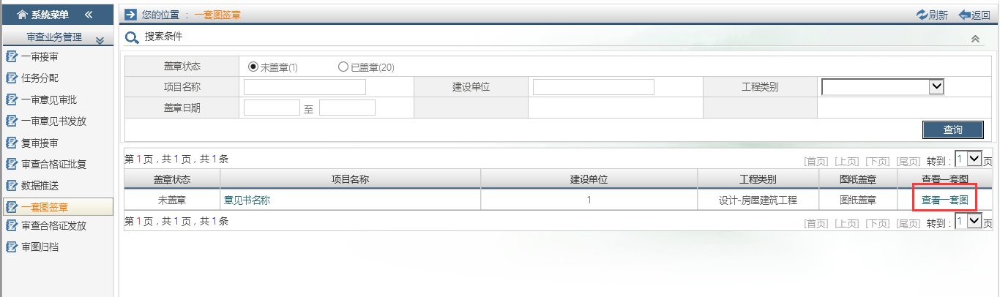 系统菜单 «
审查业务管理
一审接审
任务分配
一审意见审批
一审意见书发放
复审接审
审查合格证批复
数据推送
一套图签章
审查合格证发放
审图归档
您的位置 : 一套图签章
刷新 返回
搜索条件
盖章状态 未盖章(1) 已盖章(20)
项目名称 建设单位 工程类别
盖章日期 至
查询
第 1 页 , 共 1 页 , 共 1 条 [首页] [上页] [下页] [尾页] 转到 : 1 页
盖章状态 项目名称 建设单位 工程类别 图纸盖章 查看一套图
未盖章 意见书名称 1 设计-房屋建筑工程 图纸盖章 查看一套图
第 1 页 , 共 1 页 , 共 1 条 [首页] [上页] [下页] [尾页] 转到 : 1 页